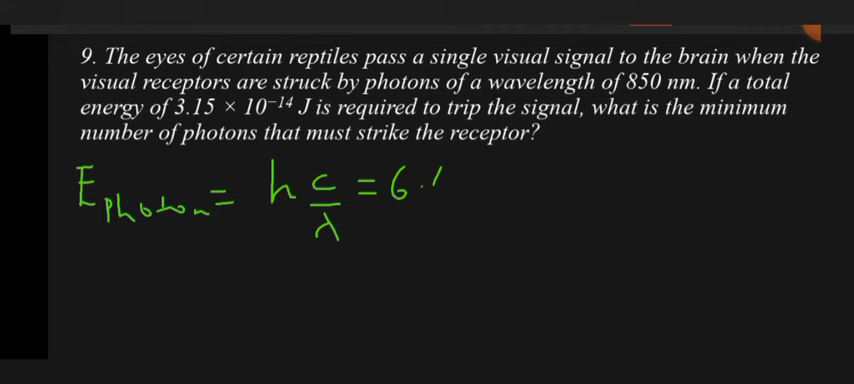 9. The eyes of certain reptiles pass a single visual signal to the brain when the
visual receptors are struck by photons of a wavelength of 850 nm. If a total
energy of 3.15 × 10⁻¹⁴ J is required to trip the signal, what is the minimum
number of photons that must strike the receptor?
E_photon = h c/λ = 6.